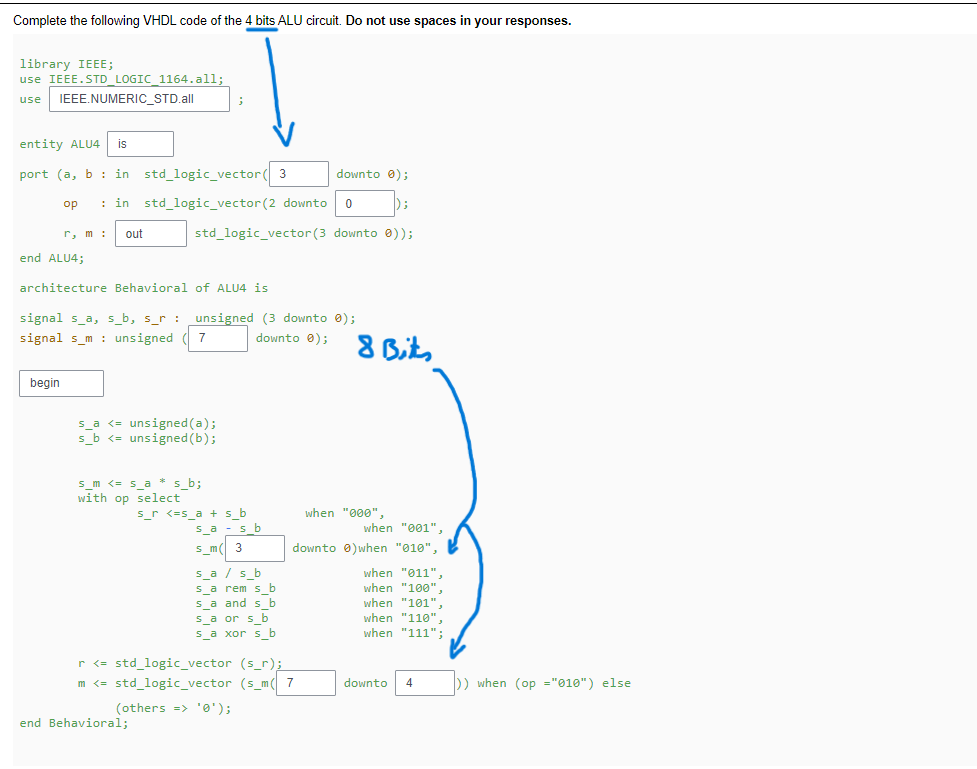 Complete the following VHDL code of the 4 bits ALU circuit. Do not use spaces in your responses.
library IEEE;
use IEEE.STD_LOGIC_1164.all;
use IEEE.NUMERIC_STD.all ;
entity ALU4 is
port (a, b : in std_logic_vector( 3 downto 0);
op : in std_logic_vector(2 downto 0 );
r, m : out std_logic_vector(3 downto 0));
end ALU4;
architecture Behavioral of ALU4 is
signal s_a, s_b, s_r : unsigned (3 downto 0);
signal s_m : unsigned ( 7 downto 0);
8 Bits
begin
s_a <= unsigned(a);
s_b <= unsigned(b);
s_m <= s_a * s_b;
with op select
s_r <=s_a + s_b when "000",
s_a - s_b when "001",
s_m( 3 downto 0)when "010",
s_a / s_b when "011",
s_a rem s_b when "100",
s_a and s_b when "101",
s_a or s_b when "110",
s_a xor s_b when "111";
r <= std_logic_vector (s_r);
m <= std_logic_vector (s_m( 7 downto 4 )) when (op ="010") else
(others => '0');
end Behavioral;